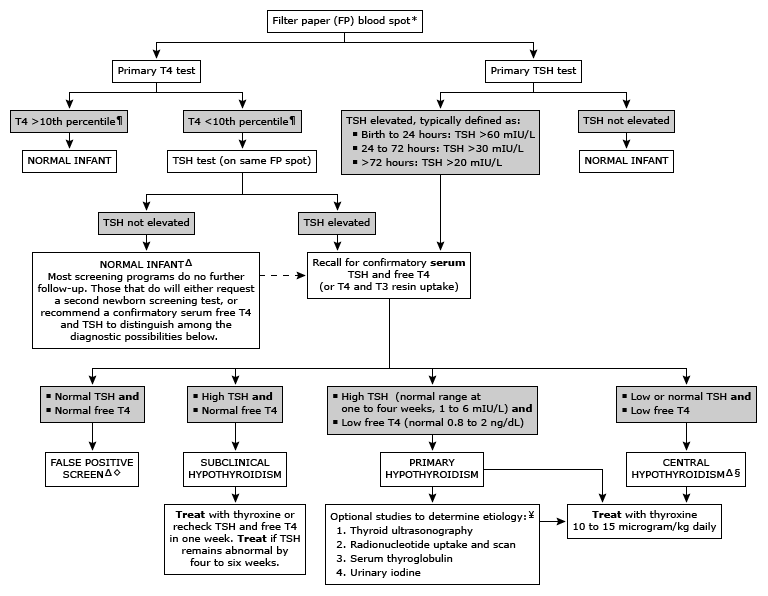 Filter paper (FP) blood spot*
Primary T4 test
Primary TSH test
T4 >10th percentile¶
T4 <10th percentile¶
TSH elevated, typically defined as:
▪ Birth to 24 hours: TSH >60 mIU/L
▪ 24 to 72 hours: TSH >30 mIU/L
▪ >72 hours: TSH >20 mIU/L
TSH not elevated
NORMAL INFANT
TSH test (on same FP spot)
NORMAL INFANT
TSH not elevated
TSH elevated
NORMAL INFANTΔ
Most screening programs do no further
follow-up. Those that do will either request
a second newborn screening test, or
recommend a confirmatory serum free T4
and TSH to distinguish among the
diagnostic possibilities below.
Recall for confirmatory serum
TSH and free T4
(or T4 and T3 resin uptake)
▪ Normal TSH and
▪ Normal free T4
▪ High TSH and
▪ Normal free T4
▪ High TSH (normal range at
one to four weeks, 1 to 6 mIU/L) and
▪ Low free T4 (normal 0.8 to 2 ng/dL)
▪ Low or normal TSH and
▪ Low free T4
FALSE POSITIVE
SCREENΔ◇
SUBCLINICAL
HYPOTHYROIDISM
PRIMARY
HYPOTHYROIDISM
CENTRAL
HYPOTHYROIDISMΔ§
Treat with thyroxine or
recheck TSH and free T4
in one week. Treat if TSH
remains abnormal by
four to six weeks.
Optional studies to determine etiology:¥
1. Thyroid ultrasonography
2. Radionucleotide uptake and scan
3. Serum thyroglobulin
4. Urinary iodine
Treat with thyroxine
10 to 15 microgram/kg daily